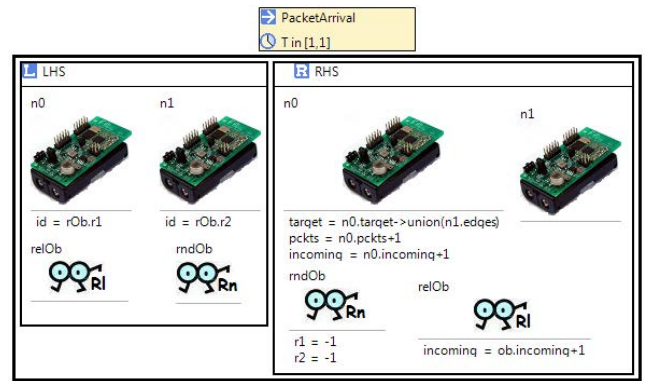 PacketArrival
T in [1,1]
L LHS
R RHS
n0
n1
id = rOb.r1
id = rOb.r2
relOb
Rl
rndOb
Rn
n0
n1
target = n0.target->union(n1.edges)
pckts = n0.pckts+1
incoming = n0.incoming+1
rndOb
Rn
r1 = -1
r2 = -1
relOb
Rl
incoming = ob.incoming+1